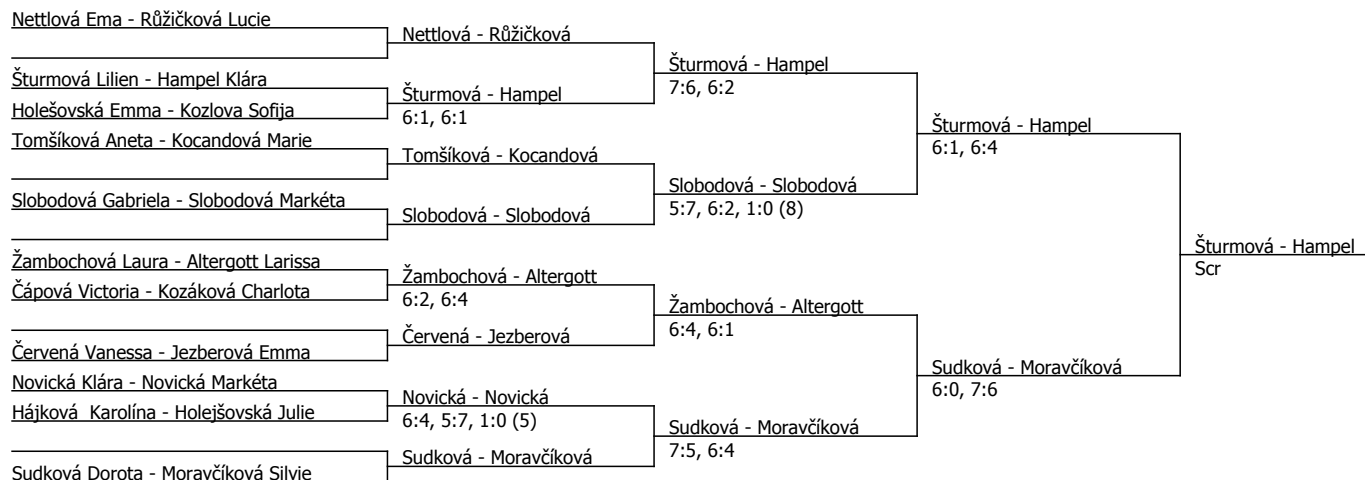 Nettlová Ema - Růžičková Lucie
Šturmová Lilien - Hampel Klára
Holešovská Emma - Kozlova Sofija
Tomšíková Aneta - Kocandová Marie
Slobodová Gabriela - Slobodová Markéta
Žambochová Laura - Altergott Larissa
Čápová Victoria - Kozáková Charlota
Červená Vanessa - Jezberová Emma
Novická Klára - Novická Markéta
Hájková  Karolína - Holejšovská Julie
Sudková Dorota - Moravčíková Silvie
Nettlová - Růžičková
Šturmová - Hampel
6:1, 6:1
Tomšíková - Kocandová
Slobodová - Slobodová
Žambochová - Altergott
6:2, 6:4
Červená - Jezberová
Novická - Novická
6:4, 5:7, 1:0 (5)
Sudková - Moravčíková
Šturmová - Hampel
7:6, 6:2
Slobodová - Slobodová
5:7, 6:2, 1:0 (8)
Žambochová - Altergott
6:4, 6:1
Sudková - Moravčíková
7:5, 6:4
Šturmová - Hampel
6:1, 6:4
Sudková - Moravčíková
6:0, 7:6
Šturmová - Hampel
Scr